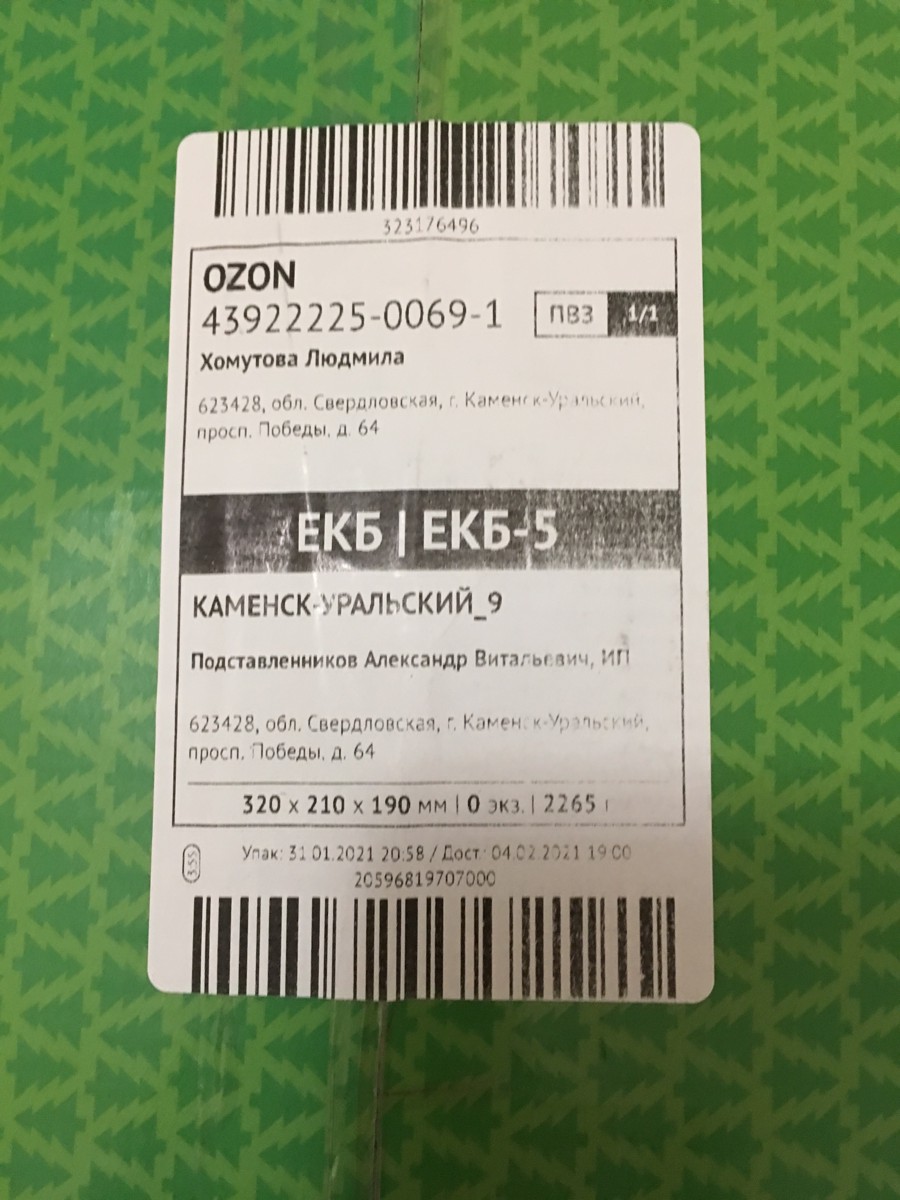 323176496
OZON
43922225-0069-1
ПВЗ 1/1
Хомутова Людмила
623428, обл. Свердловская, г. Каменск-Уральский,
просп. Победы, д. 64
ЕКБ | ЕКБ-5
КАМЕНСК-УРАЛЬСКИЙ_9
Подставленников Александр Витальевич, ИП
623428, обл. Свердловская, г. Каменск-Уральский,
просп. Победы, д. 64
320 x 210 x 190 мм | 0 экз. | 2265 г
3.55
Упак: 31.01.2021 20:58 / Дост: 04.02.2021 19:00
20596819707000